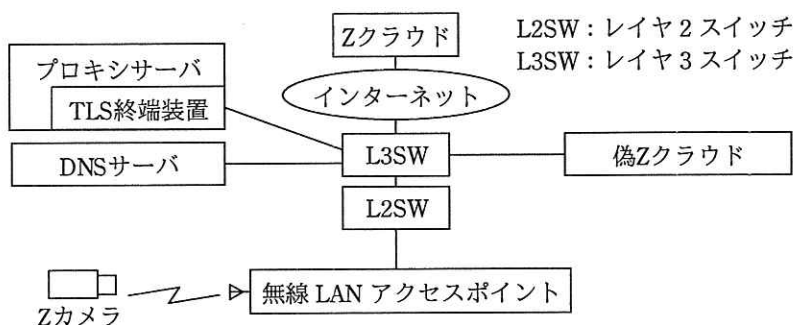 Zクラウド
L2SW：レイヤ2スイッチ
L3SW：レイヤ3スイッチ
プロキシサーバ
TLS終端装置
インターネット
DNSサーバ
L3SW
偽Zクラウド
L2SW
無線 LAN アクセスポイント
Zカメラ